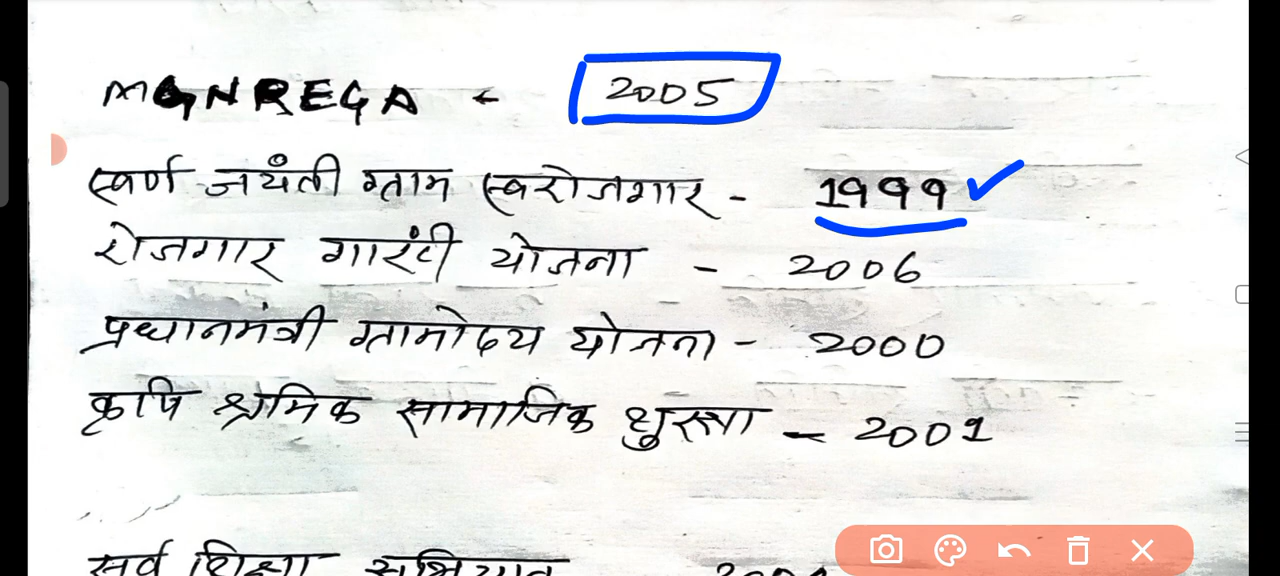 MGNREGA - 2005
स्वर्ण जयंती ग्राम स्वरोजगार - 1999
रोजगार गारंटी योजना - 2006
प्रधानमंत्री ग्रामोदय योजना - 2000
कृषि श्रमिक सामाजिक सुरक्षा - 2001
सर्व शिक्षा अभियान